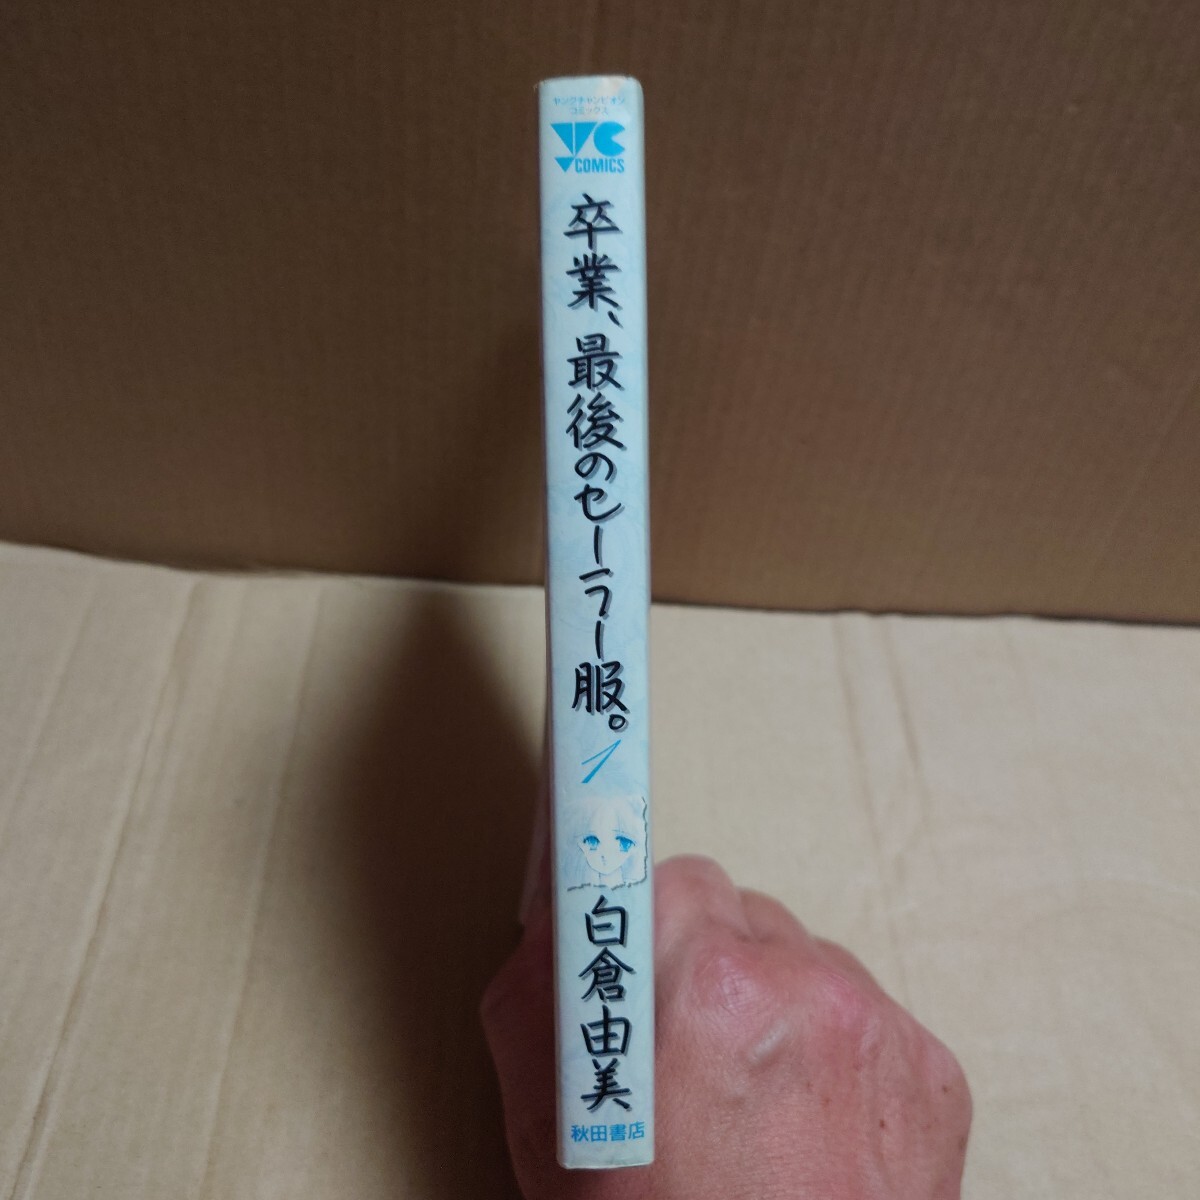 ヤングチャンピオン
コミックス
YC
COMICS
卒業、最後のセーラー服。
1
白倉由美
秋田書店